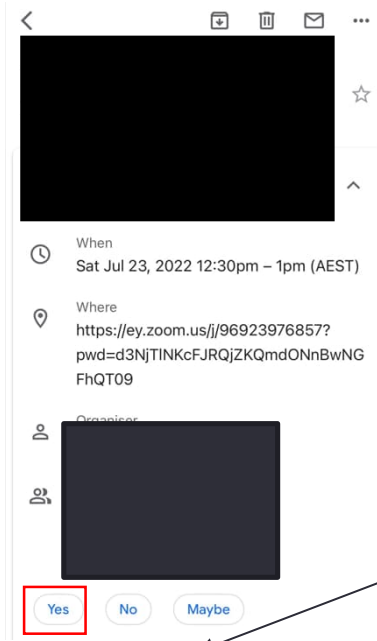 When
Sat Jul 23, 2022 12:30pm – 1pm (AEST)
Where
https://ey.zoom.us/j/96923976857?
pwd=d3NjTlNKcFJRQjZKQmdONnBwNG
FhQT09
Organiser
Yes
No
Maybe